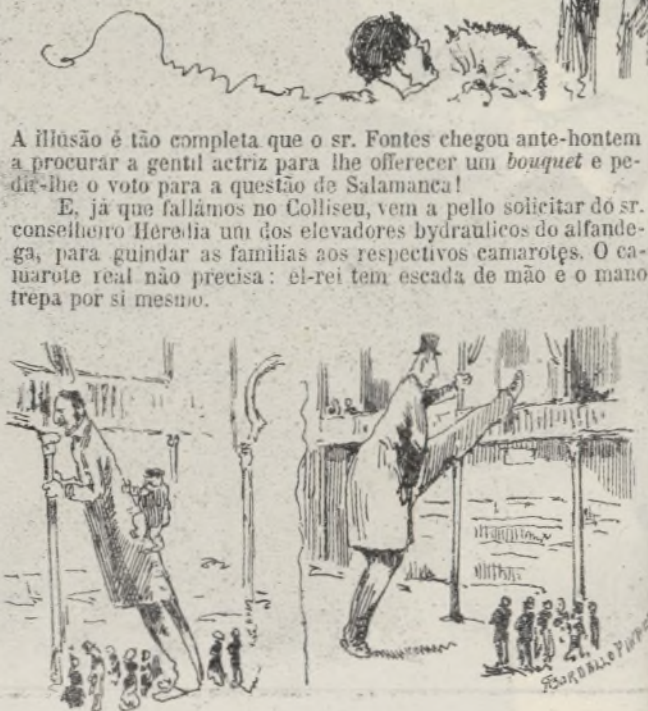 A illusão é tão completa que o sr. Fontes chegou ante-hontem
a procurar a gentil actriz para lhe offerecer um bouquet e pe-
dir-lhe o voto para a questão de Salamanca!
E, já que fallámos no Colliseu, vem a pello solicitar do sr.
conselheiro Heredia um dos elevadores hydraulicos do alfande-
ga, para guindar as familias aos respectivos camarotes. O ca-
marote real não precisa: el-rei tem escada de mão e o mano
trepa por si mesmo.
BORDALLO PINHEIRO